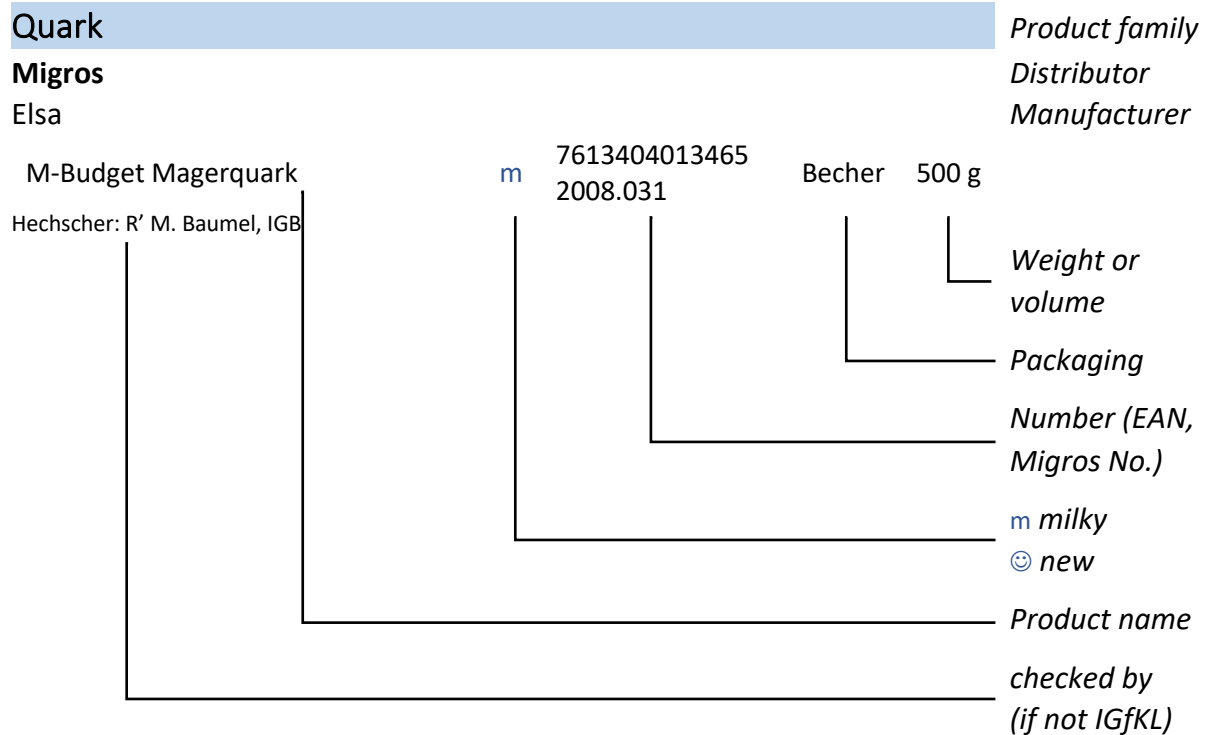 Quark Product family
Migros Distributor
Elsa Manufacturer
M-Budget Magerquark m 7613404013465 Becher 500 g
2008.031
Hechscher: R’ M. Baumel, IGB
Weight or
volume
Packaging
Number (EAN,
Migros No.)
m milky
☺ new
Product name
checked by
(if not IGfKL)